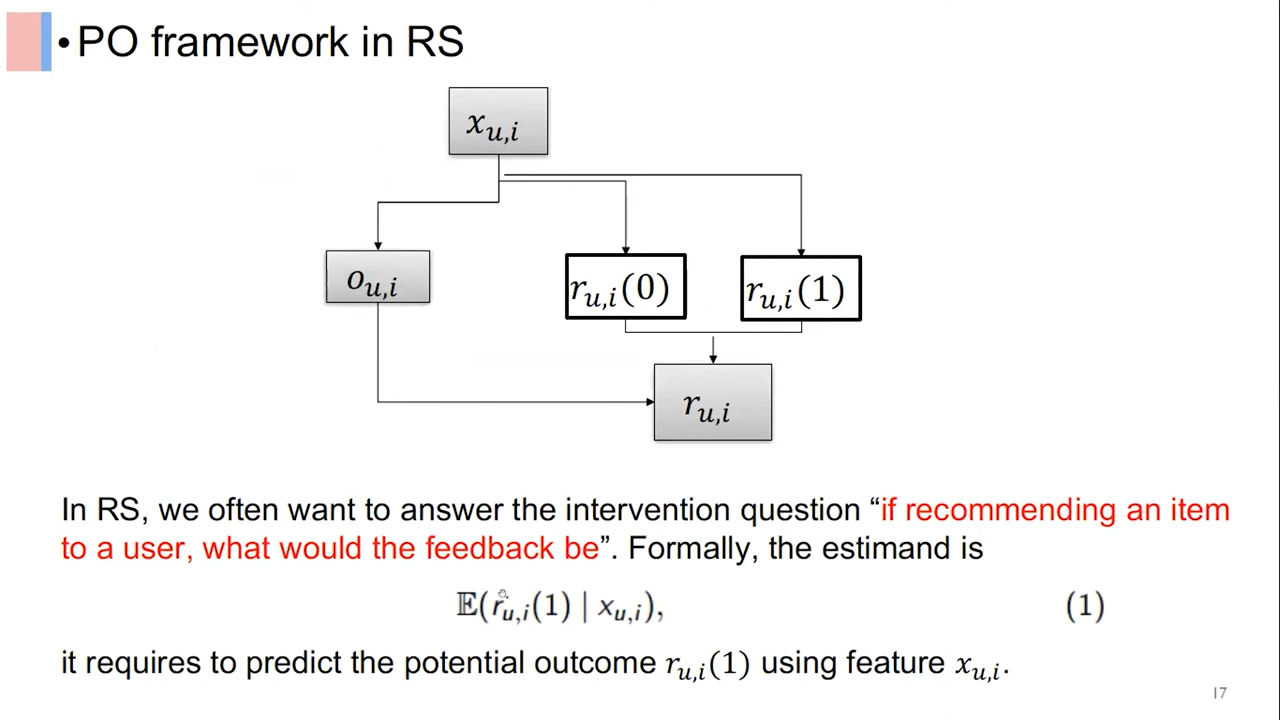 •PO framework in RS
x_{u,i}
o_{u,i}
r_{u,i}(0)
r_{u,i}(1)
r_{u,i}
In RS, we often want to answer the intervention question “if recommending an item
to a user, what would the feedback be”. Formally, the estimand is
𝔼(r_{u,i}(1) | x_{u,i}), (1)
it requires to predict the potential outcome r_{u,i}(1) using feature x_{u,i}.
17